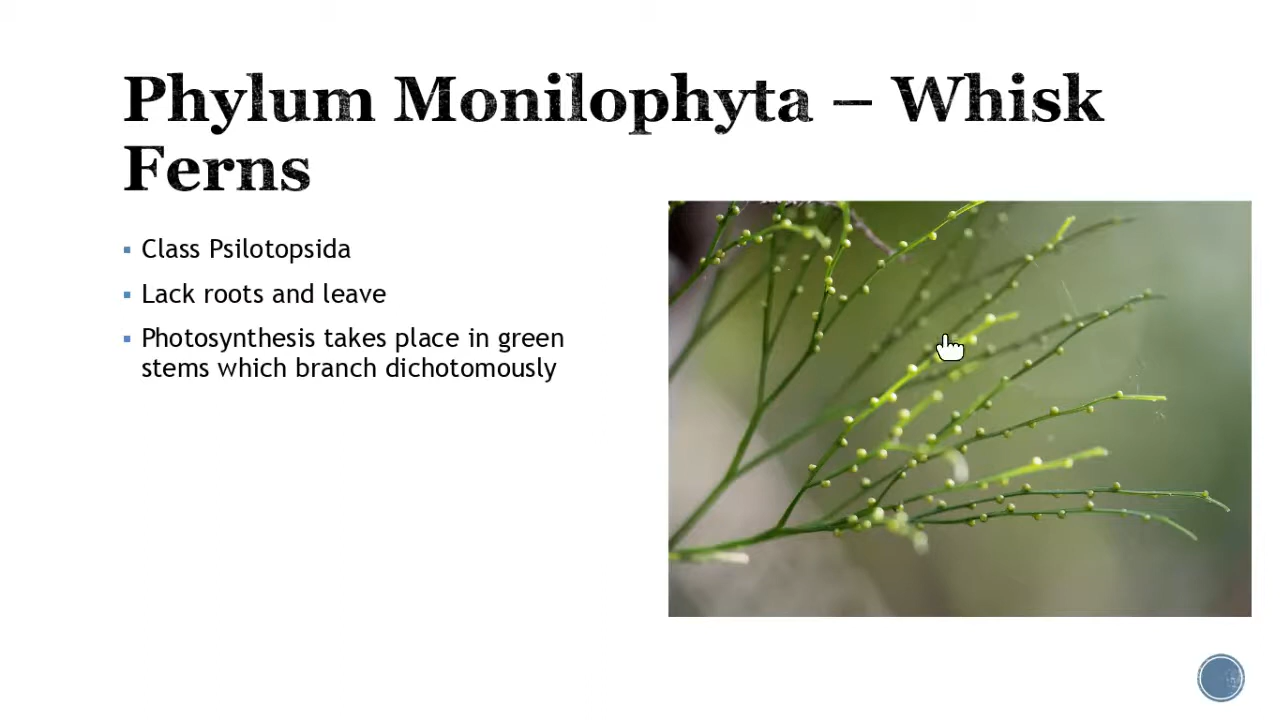 Phylum Monilophyta – Whisk
Ferns
▪ Class Psilotopsida
▪ Lack roots and leave
▪ Photosynthesis takes place in green
stems which branch dichotomously